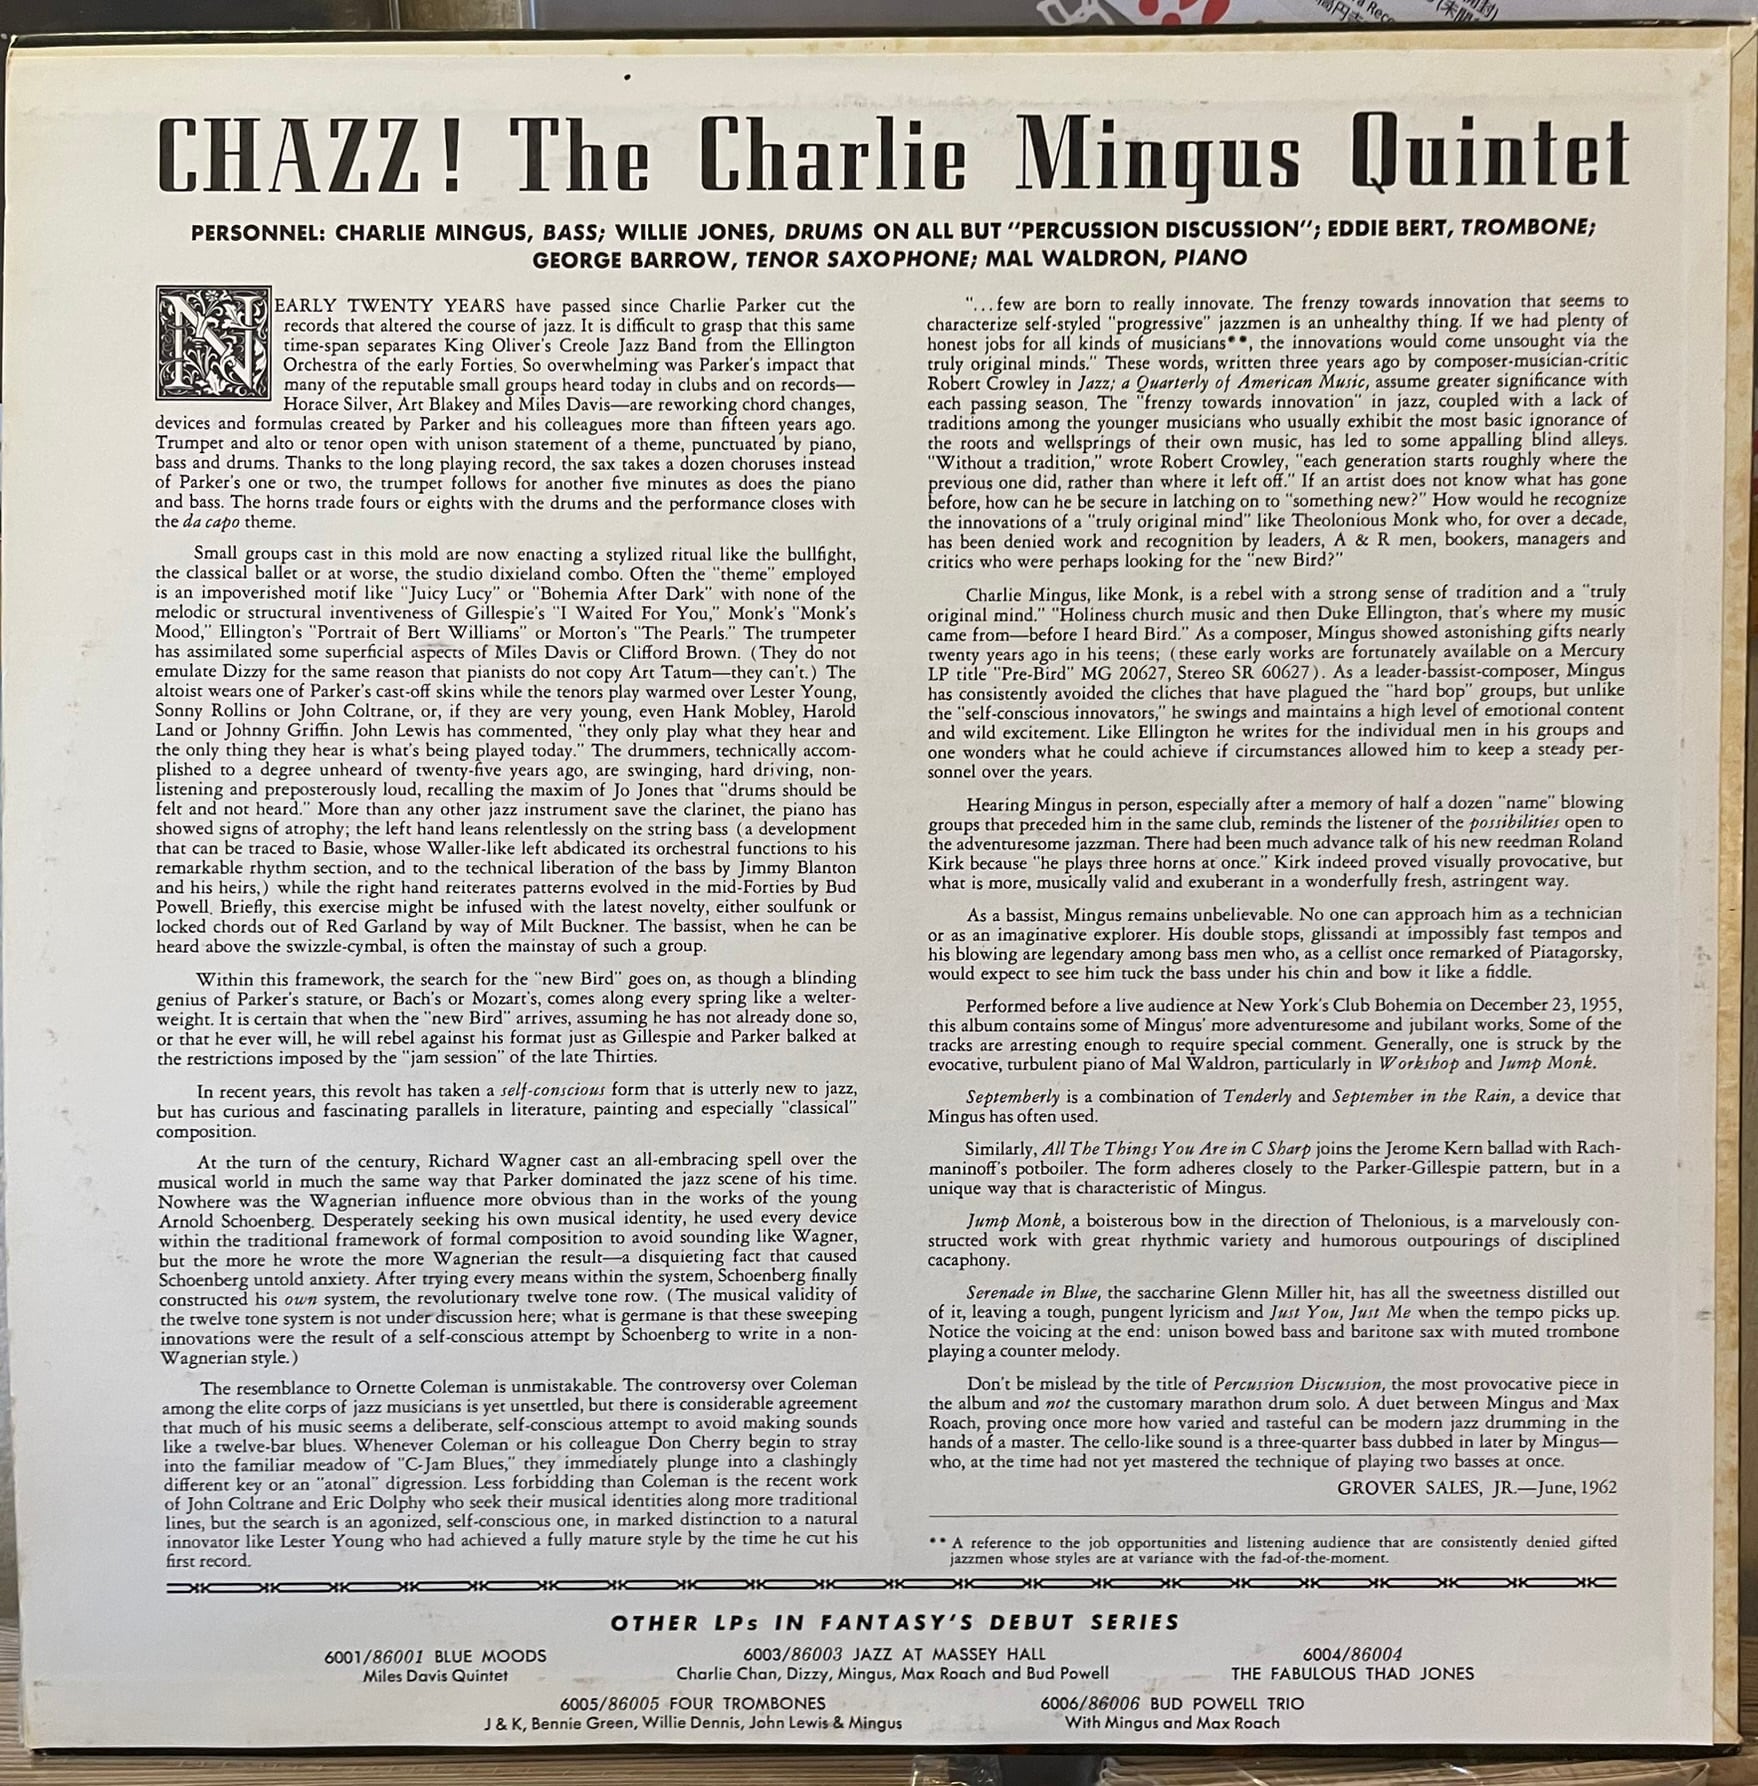 CHAZZ! The Charlie Mingus Quintet
PERSONNEL: CHARLIE MINGUS, BASS; WILLIE JONES, DRUMS ON ALL BUT "PERCUSSION DISCUSSION"; EDDIE BERT, TROMBONE;
GEORGE BARROW, TENOR SAXOPHONE; MAL WALDRON, PIANO
NEARLY TWENTY YEARS have passed since Charlie Parker cut the
records that altered the course of jazz. It is difficult to grasp that this same
time-span separates King Oliver's Creole Jazz Band from the Ellington
Orchestra of the early Forties. So overwhelming was Parker's impact that
many of the reputable small groups heard today in clubs and on records—
Horace Silver, Art Blakey and Miles Davis—are reworking chord changes,
devices and formulas created by Parker and his colleagues more than fifteen years ago.
Trumpet and alto or tenor open with unison statement of a theme, punctuated by piano,
bass and drums. Thanks to the long playing record, the sax takes a dozen choruses instead
of Parker's one or two, the trumpet follows for another five minutes as does the piano
and bass. The horns trade fours or eights with the drums and the performance closes with
the da capo theme.
Small groups cast in this mold are now enacting a stylized ritual like the bullfight,
the classical ballet or at worse, the studio dixieland combo. Often the "theme" employed
is an impoverished motif like "Juicy Lucy" or "Bohemia After Dark" with none of the
melodic or structural inventiveness of Gillespie's "I Waited For You," Monk's "Monk's
Mood," Ellington's "Portrait of Bert Williams" or Morton's "The Pearls." The trumpeter
has assimilated some superficial aspects of Miles Davis or Clifford Brown. (They do not
emulate Dizzy for the same reason that pianists do not copy Art Tatum—they can't.) The
altoist wears one of Parker's cast-off skins while the tenors play warmed over Lester Young,
Sonny Rollins or John Coltrane, or, if they are very young, even Hank Mobley, Harold
Land or Johnny Griffin. John Lewis has commented, "they only play what they hear and
the only thing they hear is what's being played today." The drummers, technically accom-
plished to a degree unheard of twenty-five years ago, are swinging, hard driving, non-
listening and preposterously loud, recalling the maxim of Jo Jones that "drums should be
felt and not heard." More than any other jazz instrument save the clarinet, the piano has
showed signs of atrophy; the left hand leans relentlessly on the string bass (a development
that can be traced to Basie, whose Waller-like left abdicated its orchestral functions to his
remarkable rhythm section, and to the technical liberation of the bass by Jimmy Blanton
and his heirs,) while the right hand reiterates patterns evolved in the mid-Forties by Bud
Powell. Briefly, this exercise might be infused with the latest novelty, either soulfunk or
locked chords out of Red Garland by way of Milt Buckner. The bassist, when he can be
heard above the swizzle-cymbal, is often the mainstay of such a group.
Within this framework, the search for the "new Bird" goes on, as though a blinding
genius of Parker's stature, or Bach's or Mozart's, comes along every spring like a welter-
weight. It is certain that when the "new Bird" arrives, assuming he has not already done so,
or that he ever will, he will rebel against his format just as Gillespie and Parker balked at
the restrictions imposed by the "jam session" of the late Thirties.
In recent years, this revolt has taken a self-conscious form that is utterly new to jazz,
but has curious and fascinating parallels in literature, painting and especially "classical"
composition.
At the turn of the century, Richard Wagner cast an all-embracing spell over the
musical world in much the same way that Parker dominated the jazz scene of his time.
Nowhere was the Wagnerian influence more obvious than in the works of the young
Arnold Schoenberg. Desperately seeking his own musical identity, he used every device
within the traditional framework of formal composition to avoid sounding like Wagner,
but the more he wrote the more Wagnerian the result—a disquieting fact that caused
Schoenberg untold anxiety. After trying every means within the system, Schoenberg finally
constructed his own system, the revolutionary twelve tone row. (The musical validity of
the twelve tone system is not under discussion here; what is germane is that these sweeping
innovations were the result of a self-conscious attempt by Schoenberg to write in a non-
Wagnerian style.)
The resemblance to Ornette Coleman is unmistakable. The controversy over Coleman
among the elite corps of jazz musicians is yet unsettled, but there is considerable agreement
that much of his music seems a deliberate, self-conscious attempt to avoid making sounds
like a twelve-bar blues. Whenever Coleman or his colleague Don Cherry begin to stray
into the familiar meadow of "C-Jam Blues," they immediately plunge into a clashingly
different key or an "atonal" digression. Less forbidding than Coleman is the recent work
of John Coltrane and Eric Dolphy who seek their musical identities along more traditional
lines, but the search is an agonized, self-conscious one, in marked distinction to a natural
innovator like Lester Young who had achieved a fully mature style by the time he cut his
first record.
"...few are born to really innovate. The frenzy towards innovation that seems to
characterize self-styled "progressive" jazzmen is an unhealthy thing. If we had plenty of
honest jobs for all kinds of musicians**, the innovations would come unsought via the
truly original minds." These words, written three years ago by composer-musician-critic
Robert Crowley in Jazz; a Quarterly of American Music, assume greater significance with
each passing season. The "frenzy towards innovation" in jazz, coupled with a lack of
traditions among the younger musicians who usually exhibit the most basic ignorance of
the roots and wellsprings of their own music, has led to some appalling blind alleys.
"Without a tradition," wrote Robert Crowley, "each generation starts roughly where the
previous one did, rather than where it left off." If an artist does not know what has gone
before, how can he be secure in latching on to "something new?" How would he recognize
the innovations of a "truly original mind" like Theolonious Monk who, for over a decade,
has been denied work and recognition by leaders, A & R men, bookers, managers and
critics who were perhaps looking for the "new Bird?"
Charlie Mingus, like Monk, is a rebel with a strong sense of tradition and a "truly
original mind." "Holiness church music and then Duke Ellington, that's where my music
came from—before I heard Bird." As a composer, Mingus showed astonishing gifts nearly
twenty years ago in his teens; (these early works are fortunately available on a Mercury
LP title "Pre-Bird" MG 20627, Stereo SR 60627). As a leader-bassist-composer, Mingus
has consistently avoided the cliches that have plagued the "hard bop" groups, but unlike
the "self-conscious innovators," he swings and maintains a high level of emotional content
and wild excitement. Like Ellington he writes for the individual men in his groups and
one wonders what he could achieve if circumstances allowed him to keep a steady per-
sonnel over the years.
Hearing Mingus in person, especially after a memory of half a dozen "name" blowing
groups that preceded him in the same club, reminds the listener of the possibilities open to
the adventuresome jazzman. There had been much advance talk of his new reedman Roland
Kirk because "he plays three horns at once." Kirk indeed proved visually provocative, but
what is more, musically valid and exuberant in a wonderfully fresh, astringent way.
As a bassist, Mingus remains unbelievable. No one can approach him as a technician
or as an imaginative explorer. His double stops, glissandi at impossibly fast tempos and
his blowing are legendary among bass men who, as a cellist once remarked of Piatagorsky,
would expect to see him tuck the bass under his chin and bow it like a fiddle.
Performed before a live audience at New York's Club Bohemia on December 23, 1955,
this album contains some of Mingus' more adventuresome and jubilant works. Some of the
tracks are arresting enough to require special comment. Generally, one is struck by the
evocative, turbulent piano of Mal Waldron, particularly in Workshop and Jump Monk.
Septemberly is a combination of Tenderly and September in the Rain, a device that
Mingus has often used.
Similarly, All The Things You Are in C Sharp joins the Jerome Kern ballad with Rach-
maninoff's potboiler. The form adheres closely to the Parker-Gillespie pattern, but in a
unique way that is characteristic of Mingus.
Jump Monk, a boisterous bow in the direction of Thelonious, is a marvelously con-
structed work with great rhythmic variety and humorous outpourings of disciplined
cacaphony.
Serenade in Blue, the saccharine Glenn Miller hit, has all the sweetness distilled out
of it, leaving a tough, pungent lyricism and Just You, Just Me when the tempo picks up.
Notice the voicing at the end: unison bowed bass and baritone sax with muted trombone
playing a counter melody.
Don't be mislead by the title of Percussion Discussion, the most provocative piece in
the album and not the customary marathon drum solo. A duet between Mingus and Max
Roach, proving once more how varied and tasteful can be modern jazz drumming in the
hands of a master. The cello-like sound is a three-quarter bass dubbed in later by Mingus—
who, at the time had not yet mastered the technique of playing two basses at once.
GROVER SALES, JR.—June, 1962
** A reference to the job opportunities and listening audience that are consistently denied gifted
jazzmen whose styles are at variance with the fad-of-the-moment.
OTHER LPs IN FANTASY'S DEBUT SERIES
6001/86001 BLUE MOODS
Miles Davis Quintet
6003/86003 JAZZ AT MASSEY HALL
Charlie Chan, Dizzy, Mingus, Max Roach and Bud Powell
6004/86004
THE FABULOUS THAD JONES
6005/86005 FOUR TROMBONES
J & K, Bennie Green, Willie Dennis, John Lewis & Mingus
6006/86006 BUD POWELL TRIO
With Mingus and Max Roach